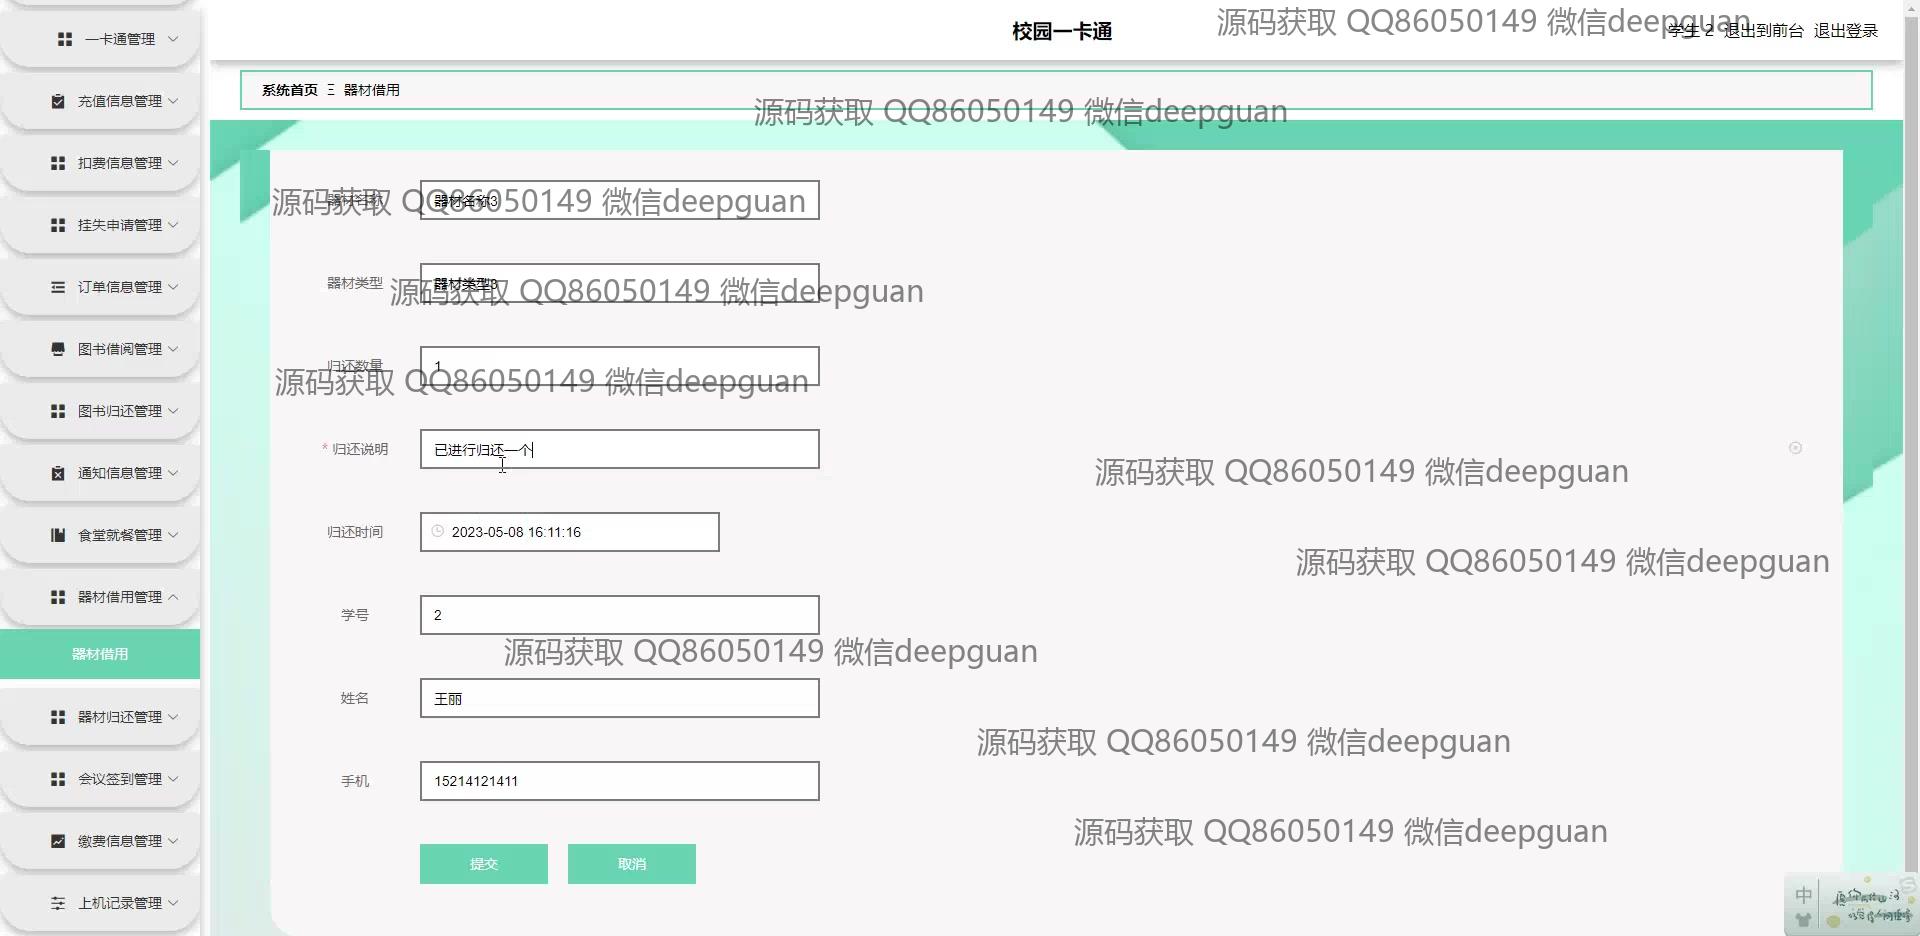 校园一卡通
学生 2 退出到前台 退出登录
源码获取 QQ86050149 微信deepguan
系统首页 Ξ 器材借用
源码获取 QQ86050149 微信deepguan
一卡通管理
充值信息管理
扣费信息管理
挂失申请管理
订单信息管理
图书借阅管理
图书归还管理
通知信息管理
食堂就餐管理
器材借用管理
器材借用
器材归还管理
会议签到管理
缴费信息管理
上机记录管理
器材名称 器材名称3
源码获取 QQ86050149 微信deepguan
器材类型 器材类型3
源码获取 QQ86050149 微信deepguan
归还数量 1
源码获取 QQ86050149 微信deepguan
* 归还说明 已进行归还一个
源码获取 QQ86050149 微信deepguan
归还时间 2023-05-08 16:11:16
源码获取 QQ86050149 微信deepguan
学号 2
源码获取 QQ86050149 微信deepguan
姓名 王丽
源码获取 QQ86050149 微信deepguan
手机 15214121411
源码获取 QQ86050149 微信deepguan
提交 取消
中